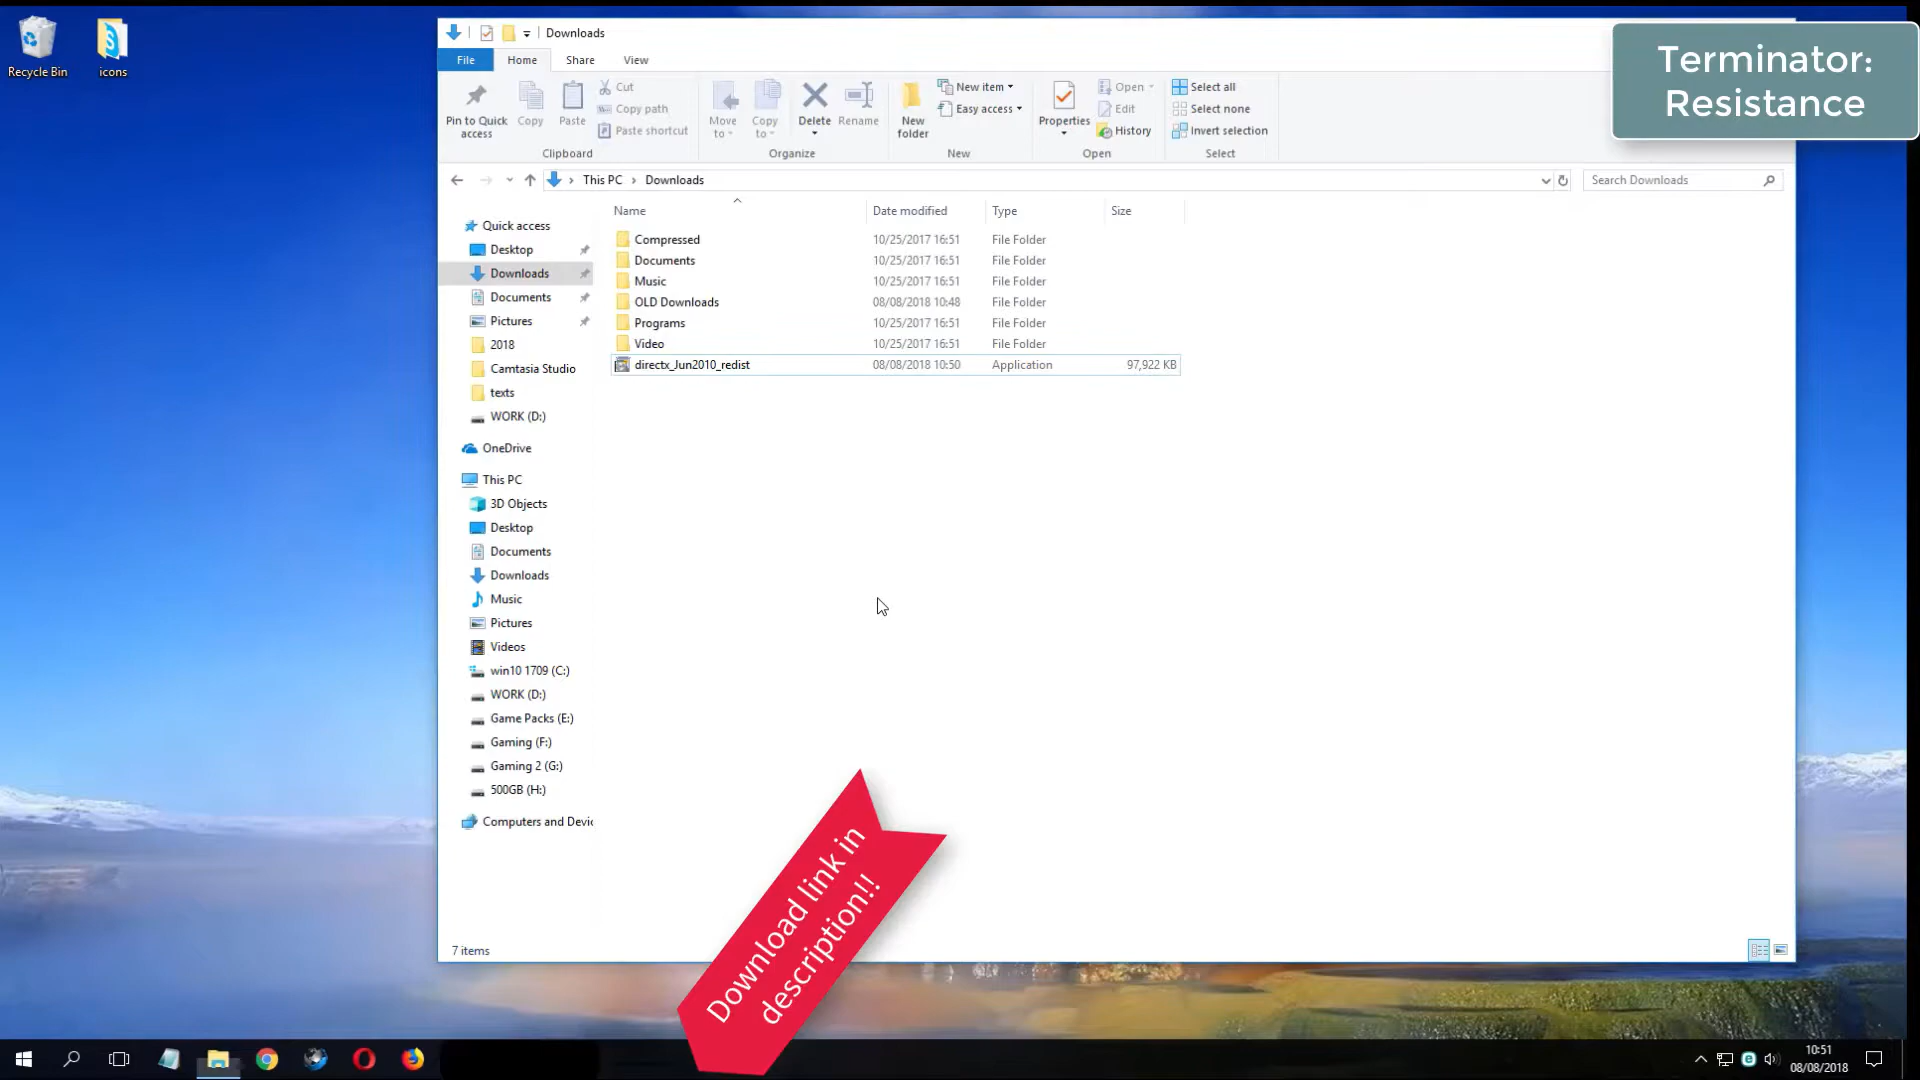 Recycle Bin
icons
Downloads
File
Home
Share
View
Pin to Quick
access
Copy
Paste
Cut
Copy path
Paste shortcut
Clipboard
Move
to
Copy
to
Delete
Rename
Organize
New
folder
New item
Easy access
New
Properties
Open
Edit
History
Open
Select all
Select none
Invert selection
Select
Terminator:
Resistance
This PC
Downloads
Search Downloads
Name
Date modified
Type
Size
Compressed 10/25/2017 16:51 File Folder
Documents 10/25/2017 16:51 File Folder
Music 10/25/2017 16:51 File Folder
OLD Downloads 08/08/2018 10:48 File Folder
Programs 10/25/2017 16:51 File Folder
Video 10/25/2017 16:51 File Folder
directx_Jun2010_redist 08/08/2018 10:50 Application 97,922 KB
Quick access
Desktop
Downloads
Documents
Pictures
2018
Camtasia Studio
texts
WORK (D:)
OneDrive
This PC
3D Objects
Desktop
Documents
Downloads
Music
Pictures
Videos
win10 1709 (C:)
WORK (D:)
Game Packs (E:)
Gaming (F:)
Gaming 2 (G:)
500GB (H:)
Computers and Devic
7 items
Download link in
description!!
10:51
08/08/2018